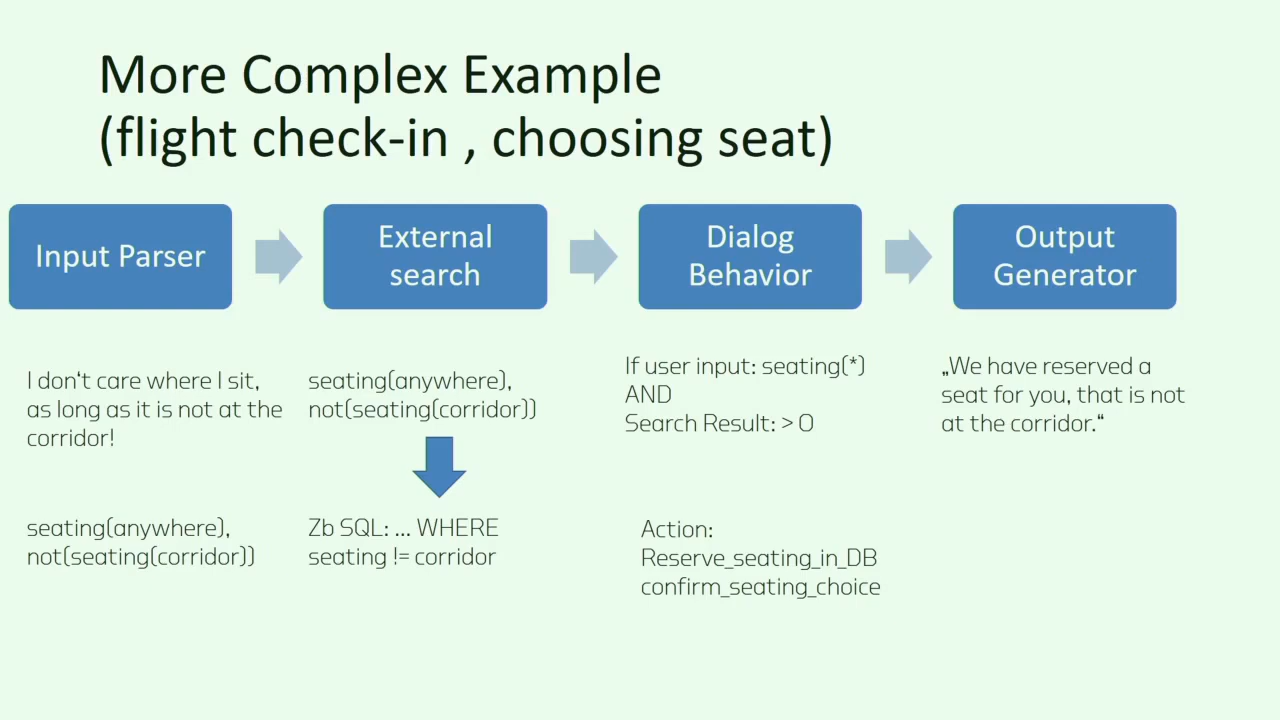 More Complex Example
(flight check-in , choosing seat)
Input Parser
External
search
Dialog
Behavior
Output
Generator
I don‘t care where I sit,
as long as it is not at the
corridor!
seating(anywhere),
not(seating(corridor))
seating(anywhere),
not(seating(corridor))
Zb SQL: ... WHERE
seating != corridor
If user input: seating(*)
AND
Search Result: > 0
Action:
Reserve_seating_in_DB
confirm_seating_choice
„We have reserved a
seat for you, that is not
at the corridor.“